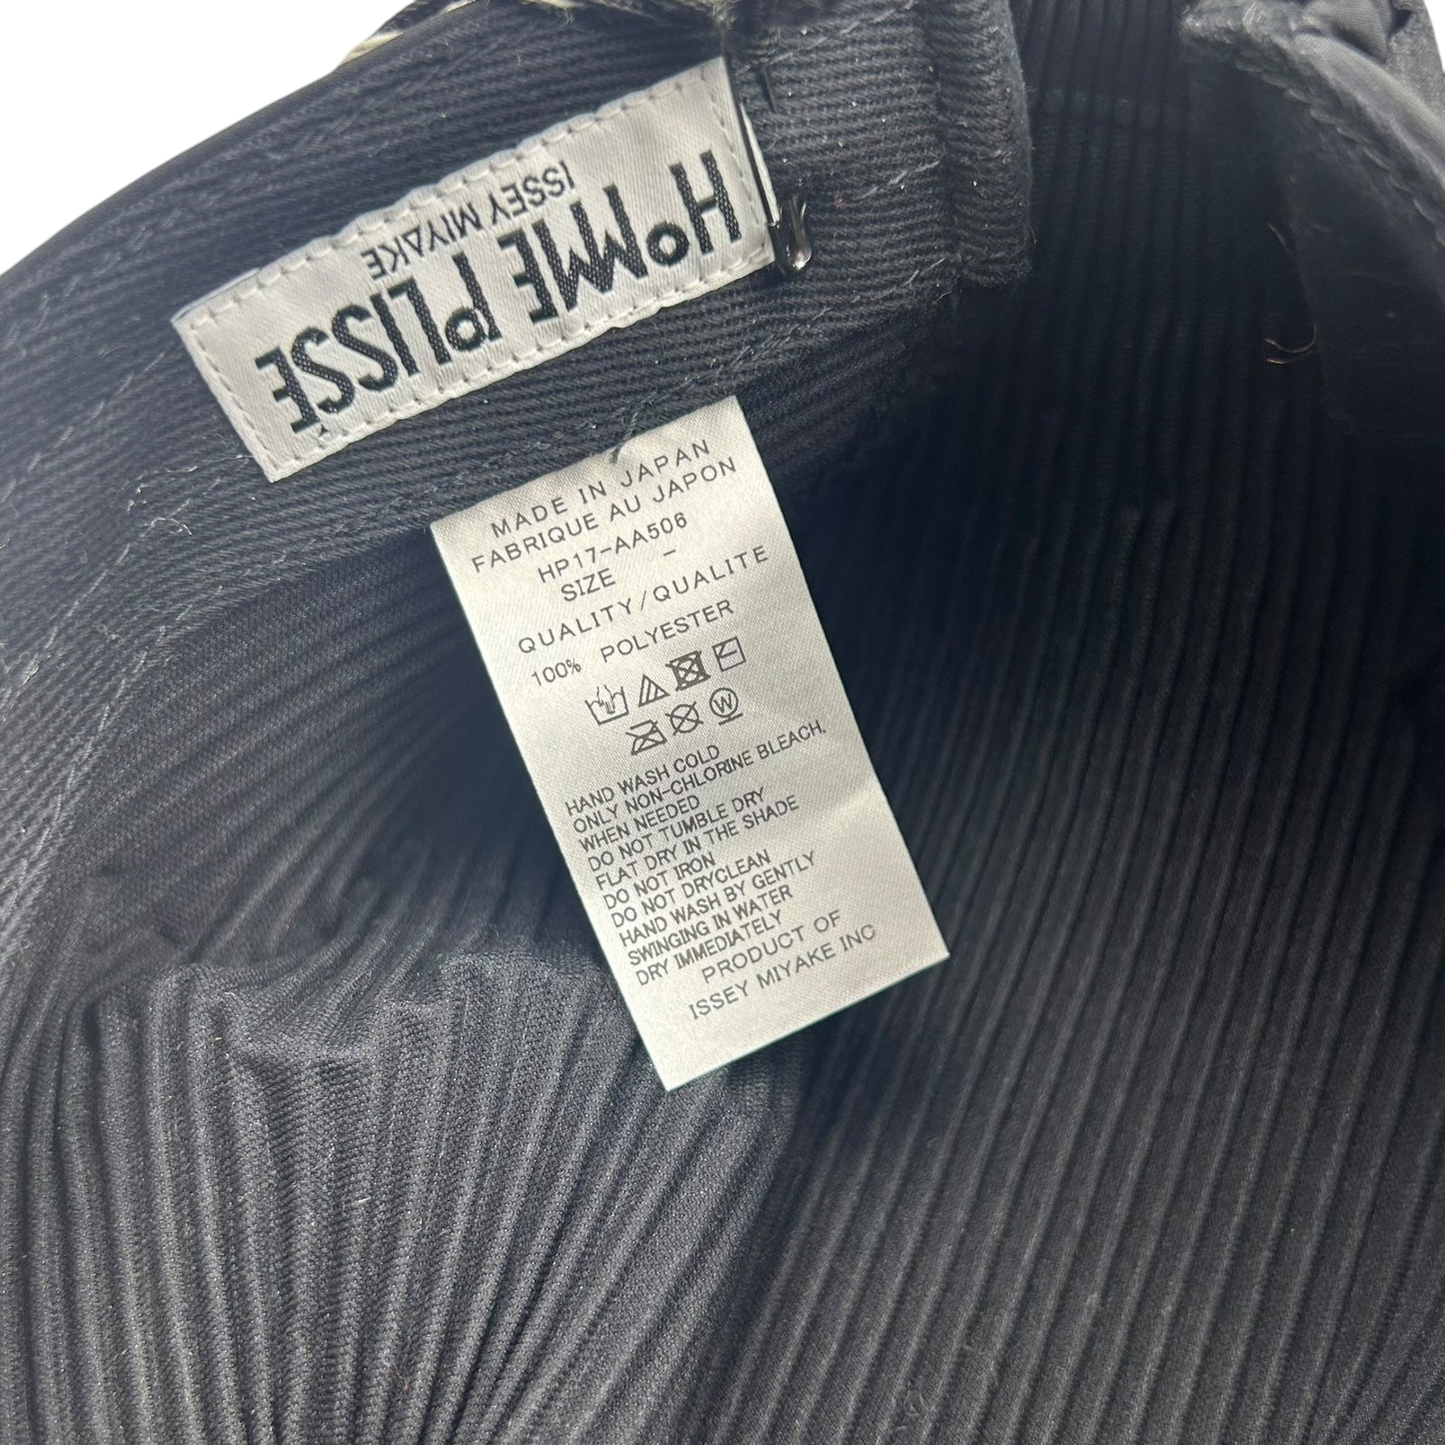 HOME PLISSE
ISSEY MIYAKE
MADE IN JAPAN
FABRIQUE AU JAPON
HP17-AA506
SIZE -
QUALITY/QUALITE
100% POLYESTER
W
HAND WASH COLD
ONLY NON-CHLORINE BLEACH,
WHEN NEEDED
DO NOT TUMBLE DRY
FLAT DRY IN THE SHADE
DO NOT IRON
DO NOT DRYCLEAN
HAND WASH BY GENTLY
SWINGING IN WATER
DRY IMMEDIATELY
PRODUCT OF
ISSEY MIYAKE INC